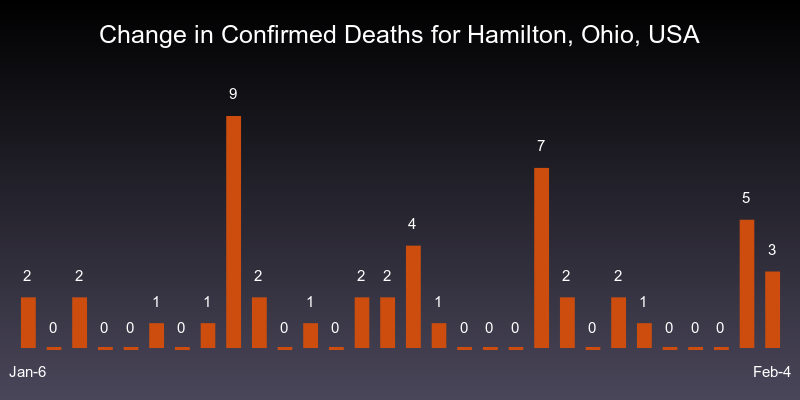 Change in Confirmed Deaths for Hamilton, Ohio, USA
2 0 2 0 0 1 0 1 9 2 0 1 0 2 2 4 1 0 0 0 7 2 0 2 1 0 0 0 5 3
Jan-6 Feb-4